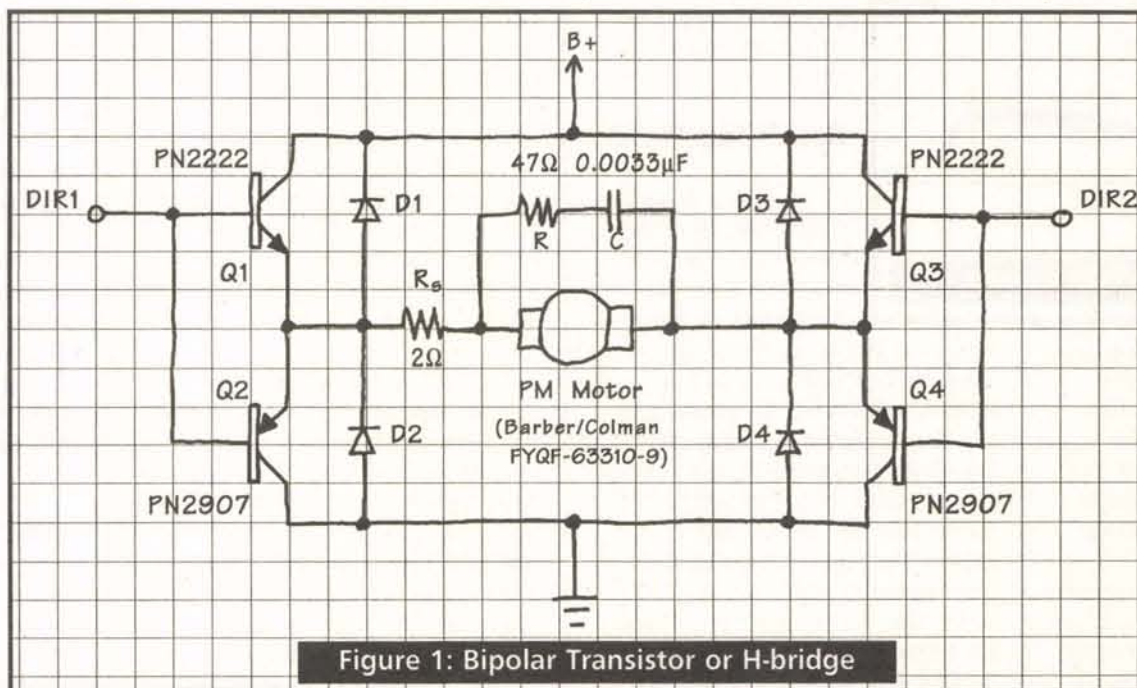 B+
PN2222
47Ω 0.0033μF
PN2222
DIR1
D1
R
C
D3
DIR2
Q1
Rs
Q3
2Ω
Q2
PM Motor
Q4
D2
(Barber/Colman
FYQF-63310-9)
D4
PN2907
PN2907
Figure 1: Bipolar Transistor or H-bridge